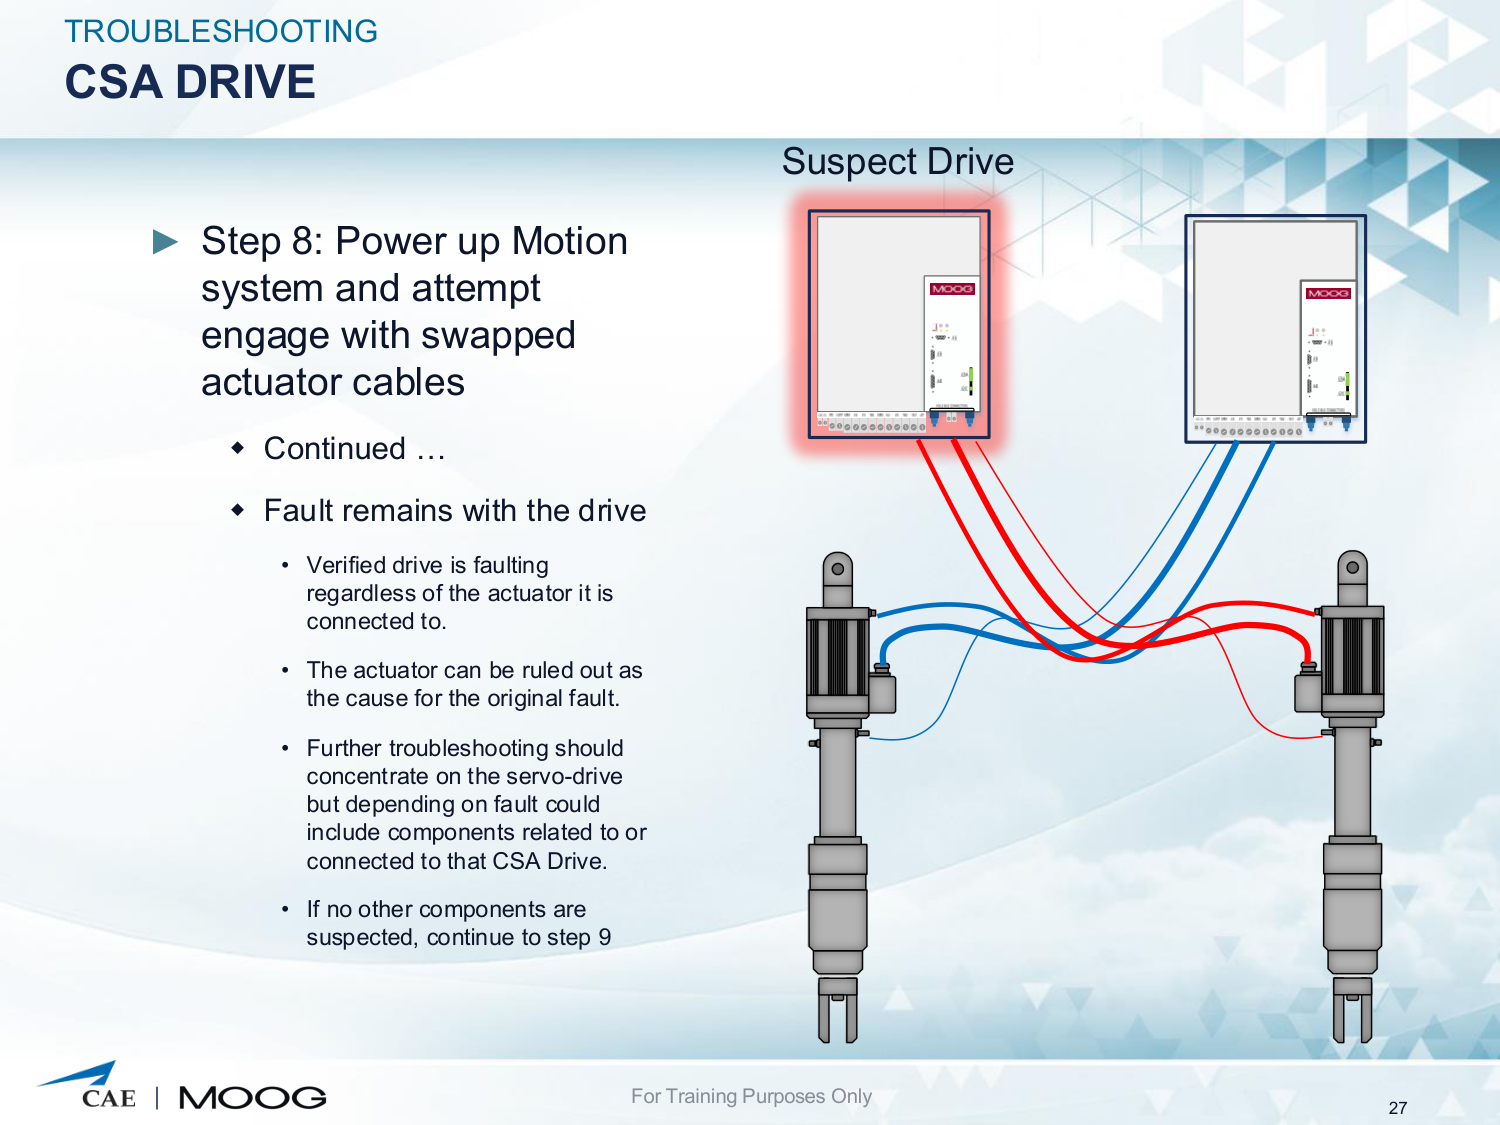 TROUBLESHOOTING
CSA DRIVE
Suspect Drive
► Step 8: Power up Motion
system and attempt
engage with swapped
actuator cables
◆ Continued …
◆ Fault remains with the drive
• Verified drive is faulting
regardless of the actuator it is
connected to.
• The actuator can be ruled out as
the cause for the original fault.
• Further troubleshooting should
concentrate on the servo-drive
but depending on fault could
include components related to or
connected to that CSA Drive.
• If no other components are
suspected, continue to step 9
MOOG
MOOG
CAE | MOOG
For Training Purposes Only
27